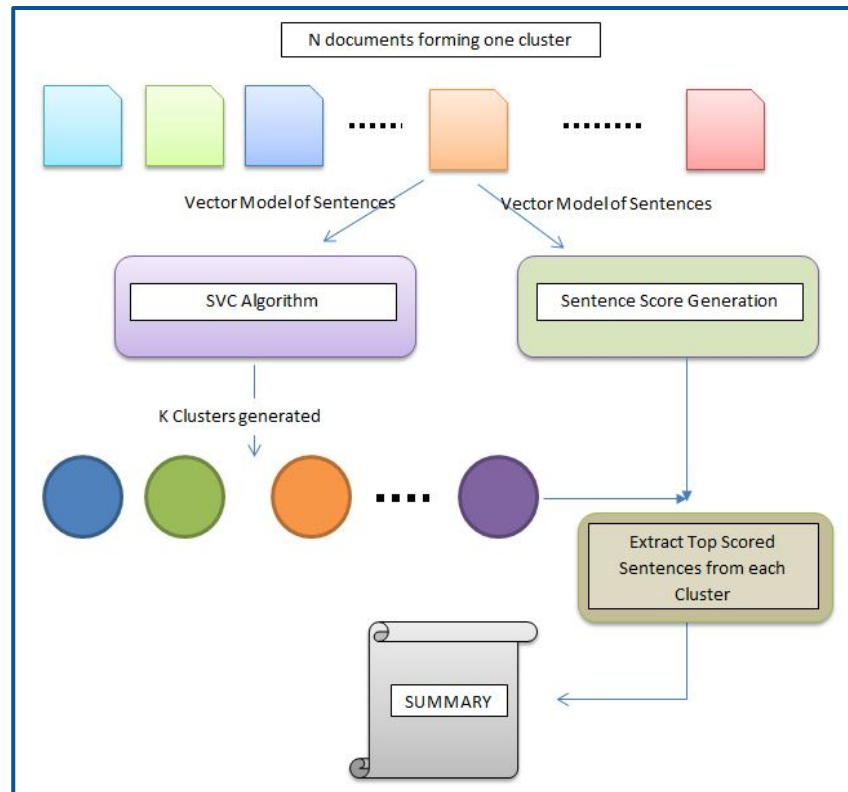 N documents forming one cluster
Vector Model of Sentences
Vector Model of Sentences
SVC Algorithm
Sentence Score Generation
K Clusters generated
Extract Top Scored
Sentences from each
Cluster
SUMMARY